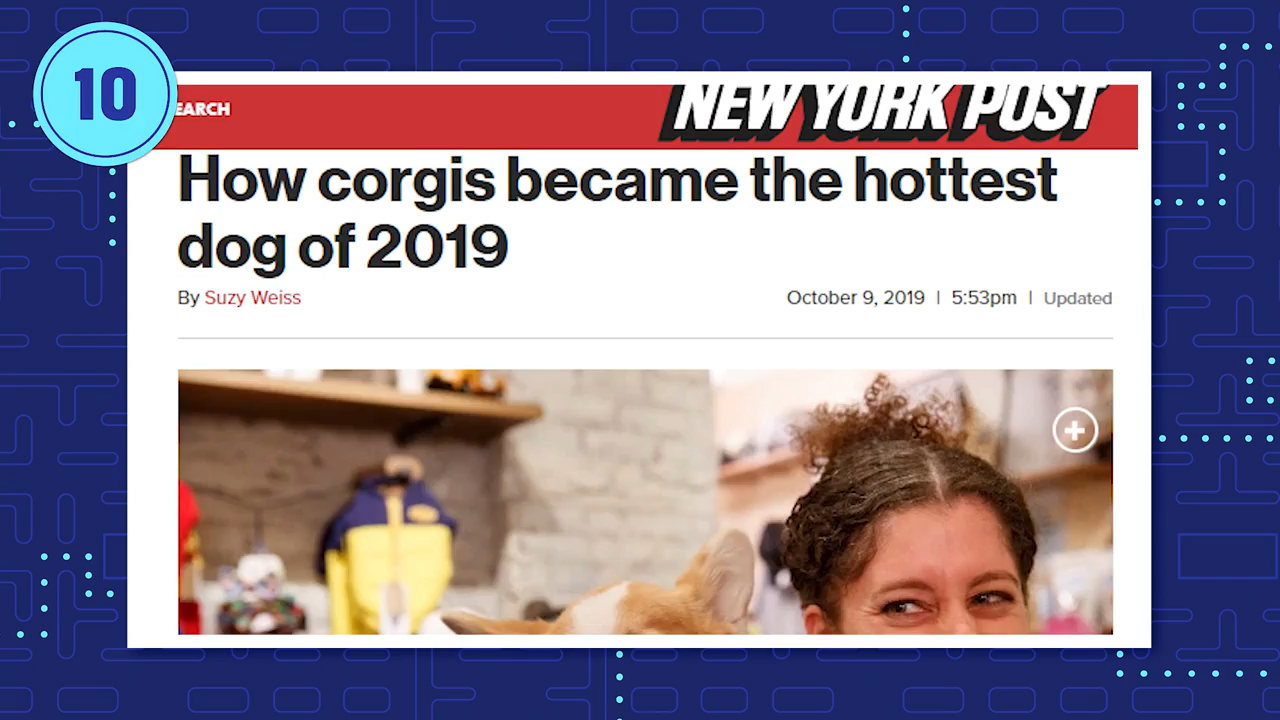 10
EARCH
NEW YORK POST
How corgis became the hottest
dog of 2019
By Suzy Weiss
October 9, 2019 | 5:53pm | Updated